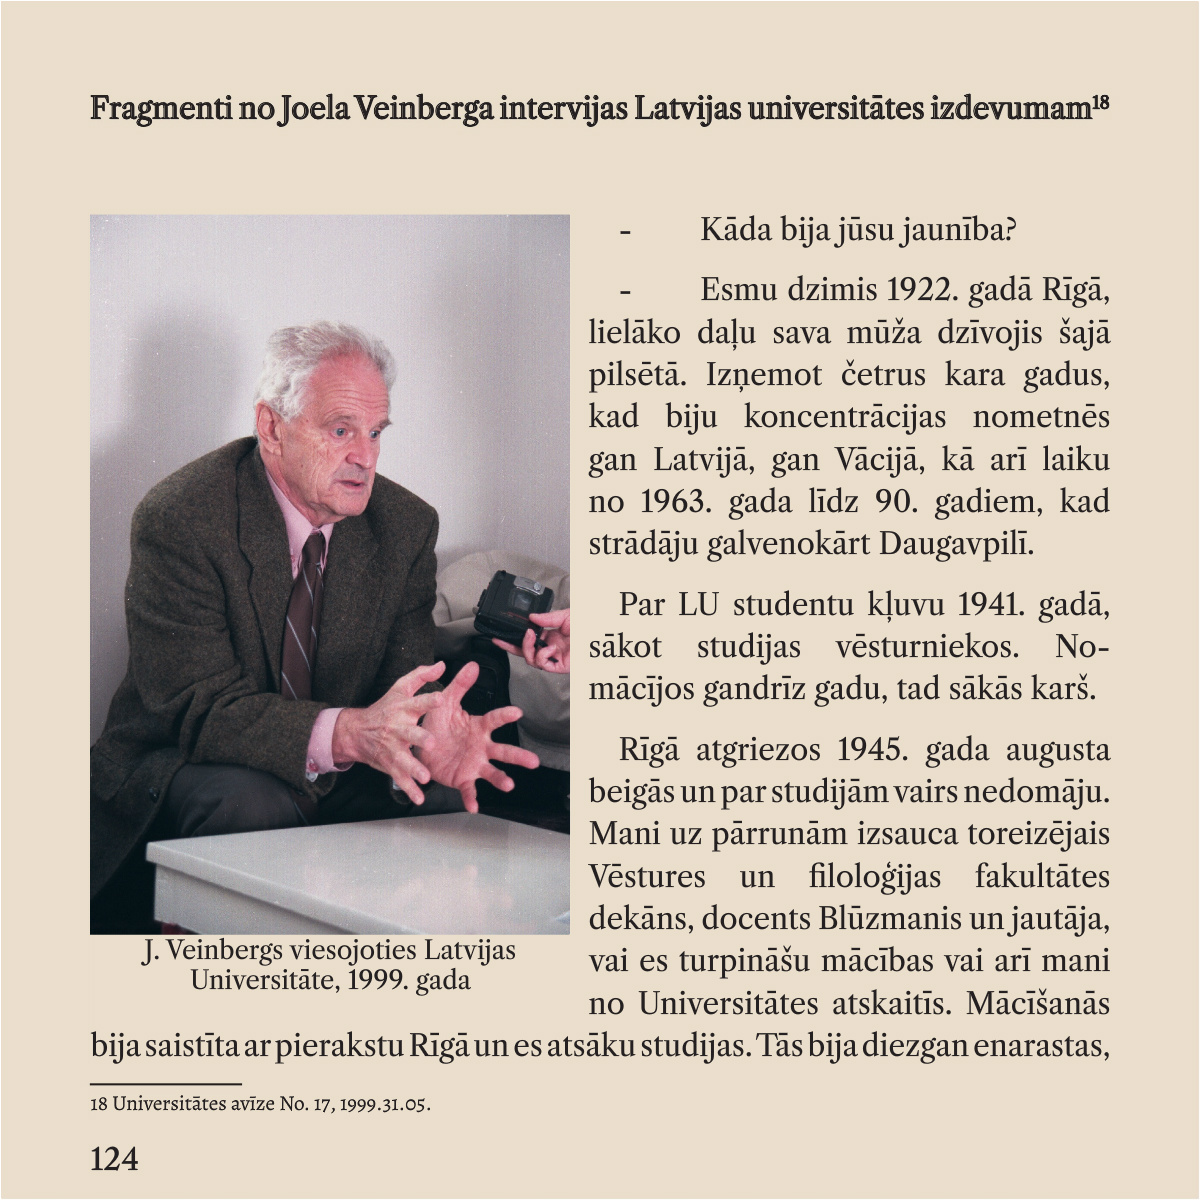 Fragmenti no Joela Veinberga intervijas Latvijas universitātes izdevumam18
- Kāda bija jūsu jaunība?
- Esmu dzimis 1922. gadā Rīgā,
lielāko daļu sava mūža dzīvojis šajā
pilsētā. Izņemot četrus kara gadus,
kad biju koncentrācijas nometnēs
gan Latvijā, gan Vācijā, kā arī laiku
no 1963. gada līdz 90. gadiem, kad
strādāju galvenokārt Daugavpilī.
Par LU studentu kļuvu 1941. gadā,
sākot studijas vēsturniekos. No-
mācījos gandrīz gadu, tad sākās karš.
Rīgā atgriezos 1945. gada augusta
beigās un par studijām vairs nedomāju.
Mani uz pārrunām izsauca toreizējais
Vēstures un filoloģijas fakultātes
dekāns, docents Blūzmanis un jautāja,
vai es turpināšu mācības vai arī mani
no Universitātes atskaitīs. Mācīšanās
bija saistīta ar pierakstu Rīgā un es atsāku studijas. Tās bija diezgan enarastas,
J. Veinbergs viesojoties Latvijas
Universitāte, 1999. gada
18 Universitātes avīze No. 17, 1999.31.05.
124